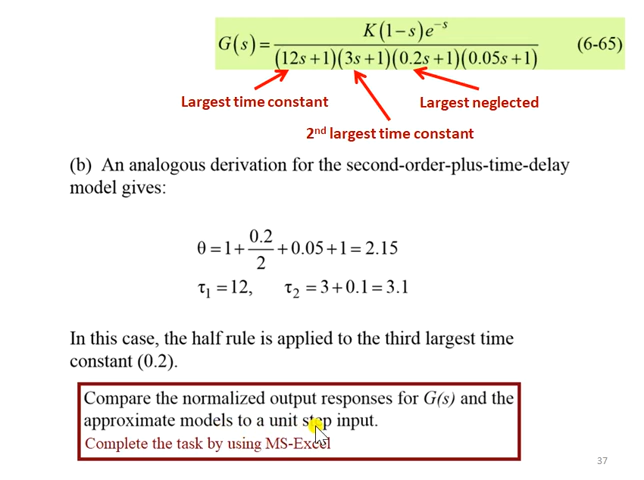 G(s) = K(1−s)e^{−s} / (12s+1)(3s+1)(0.2s+1)(0.05s+1) (6-65)
Largest time constant
Largest neglected
2nd largest time constant
(b) An analogous derivation for the second-order-plus-time-delay
model gives:
θ = 1 + 0.2/2 + 0.05 + 1 = 2.15
τ₁ = 12, τ₂ = 3 + 0.1 = 3.1
In this case, the half rule is applied to the third largest time
constant (0.2).
Compare the normalized output responses for G(s) and the
approximate models to a unit step input.
Complete the task by using MS-Excel
37